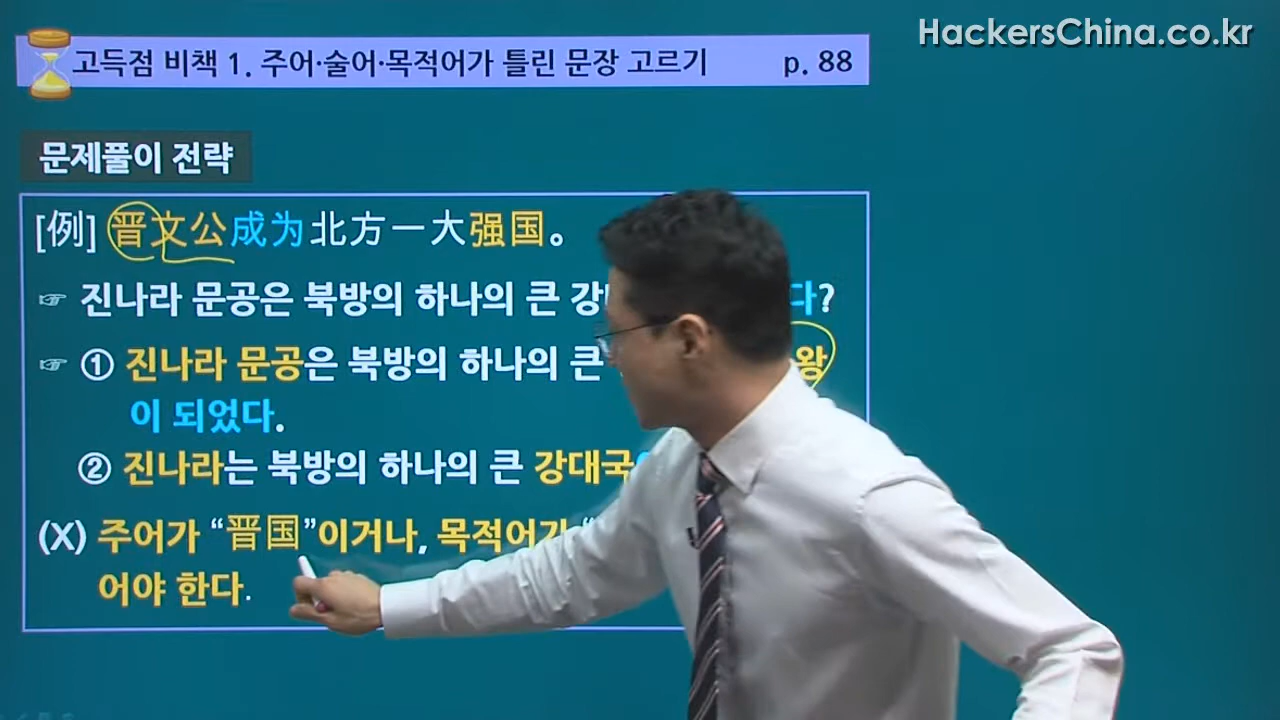 HackersChina.co.kr
고득점 비책 1. 주어·술어·목적어가 틀린 문장 고르기 p. 88
문제풀이 전략
[例] 晋文公成为北方一大强国。
☞ 진나라 문공은 북방의 하나의 큰 강 다?
☞ ① 진나라 문공은 북방의 하나의 큰 왕
이 되었다.
② 진나라는 북방의 하나의 큰 강대국
(X) 주어가 “晋国”이거나, 목적어가 “
어야 한다.